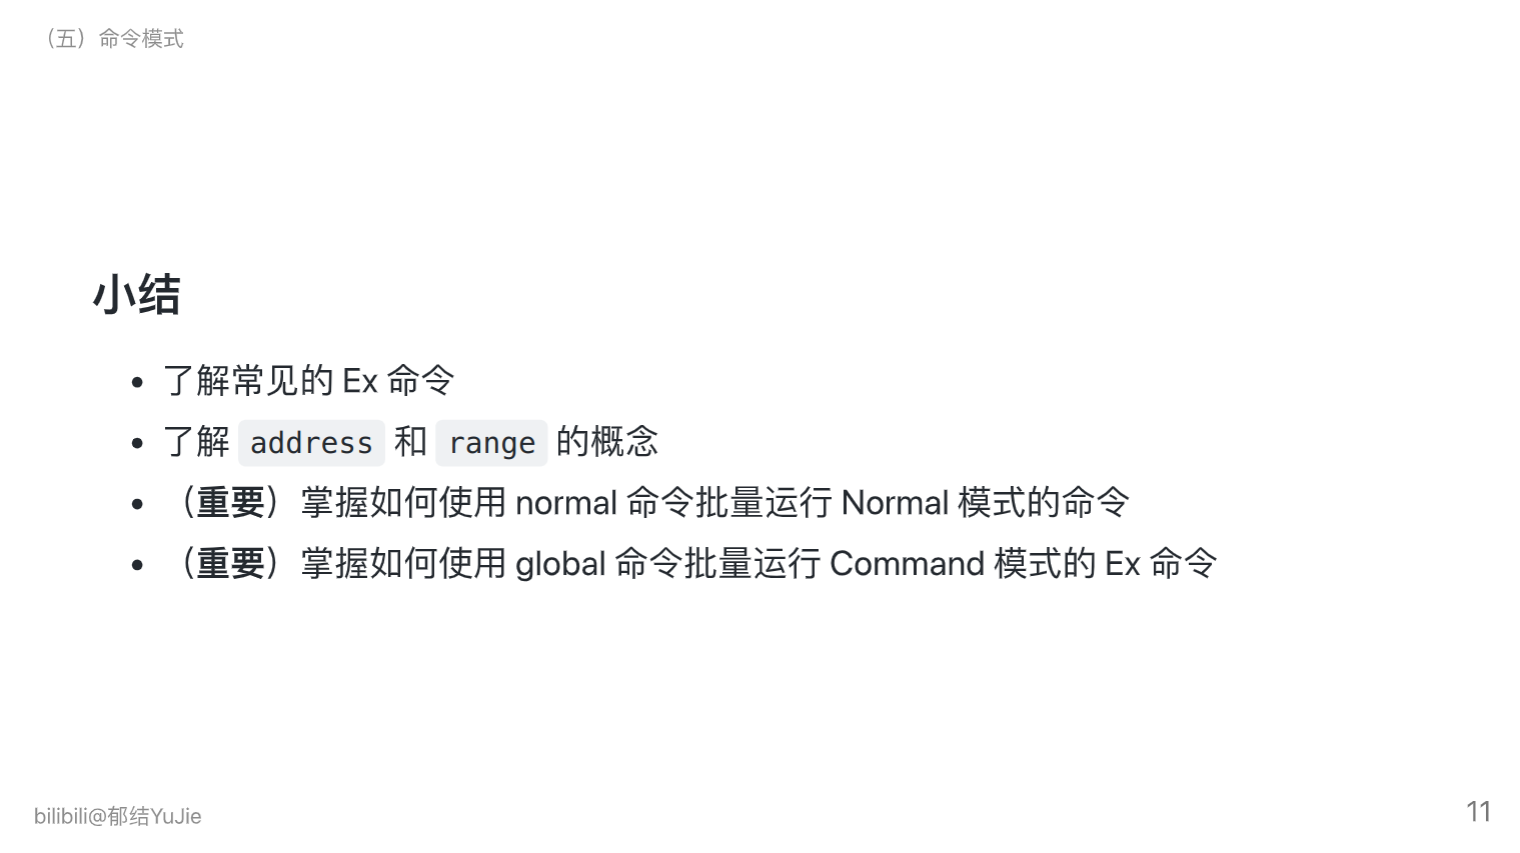 （五）命令模式
小结
• 了解常见的 Ex 命令
• 了解 address 和 range 的概念
• （重要）掌握如何使用 normal 命令批量运行 Normal 模式的命令
• （重要）掌握如何使用 global 命令批量运行 Command 模式的 Ex 命令
bilibili@郁结YuJie
11